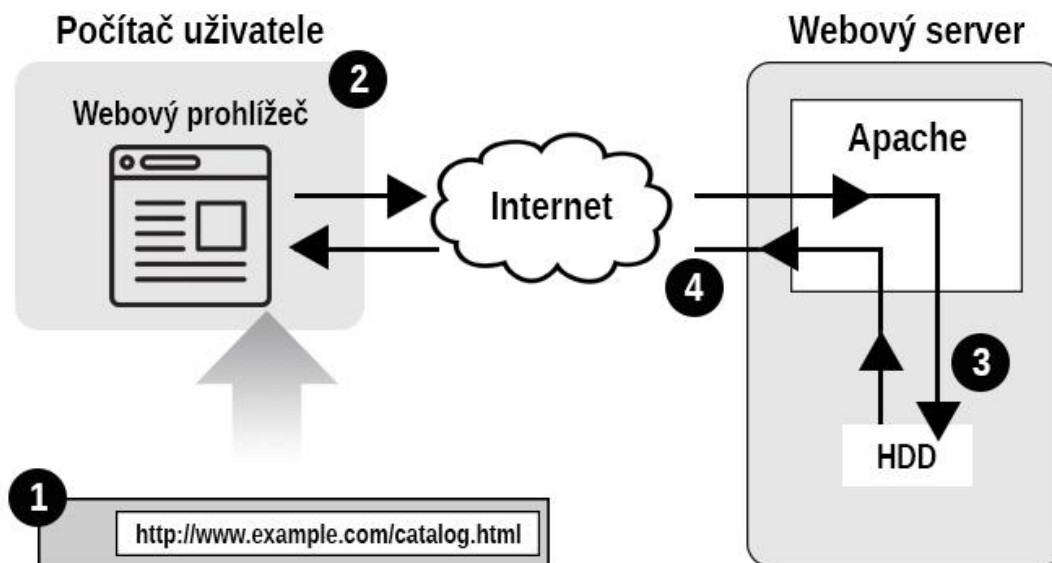 Počítač uživatele
Webový server
2
Webový prohlížeč
Apache
Internet
4
3
HDD
1
http://www.example.com/catalog.html